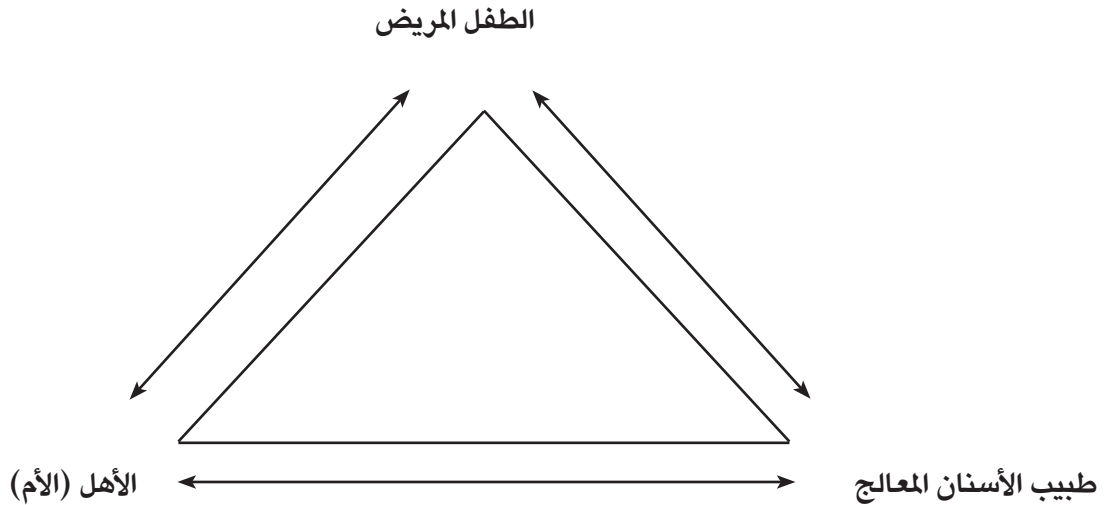 الطفل المريض
طبيب الأسنان المعالج
الأهل (الأم)